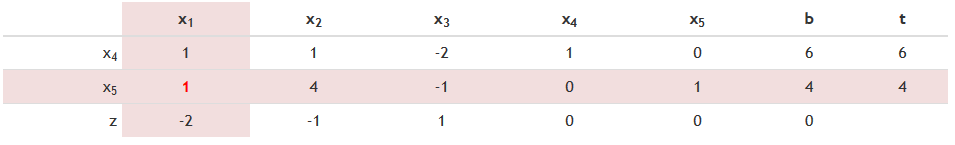 x₁ x₂ x₃ x₄ x₅ b t
x₄ 1 1 -2 1 0 6 6
x₅ 1 4 -1 0 1 4 4
z -2 -1 1 0 0 0